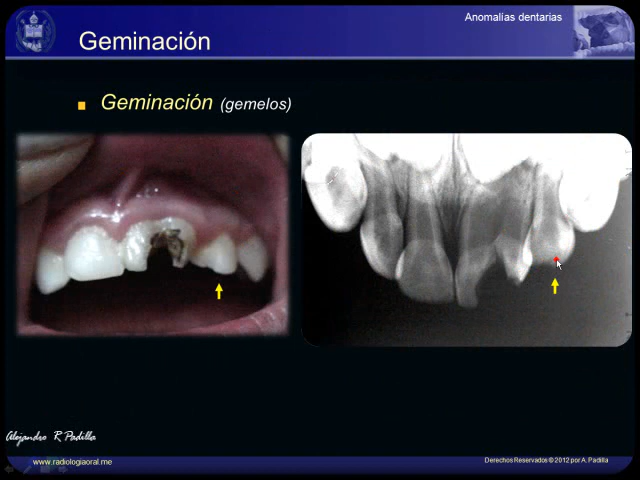 Anomalías dentarias
Geminación
Geminación (gemelos)
Alejandro R Padilla
www.radiologiaoral.me
Derechos Reservados © 2012 por A. Padilla